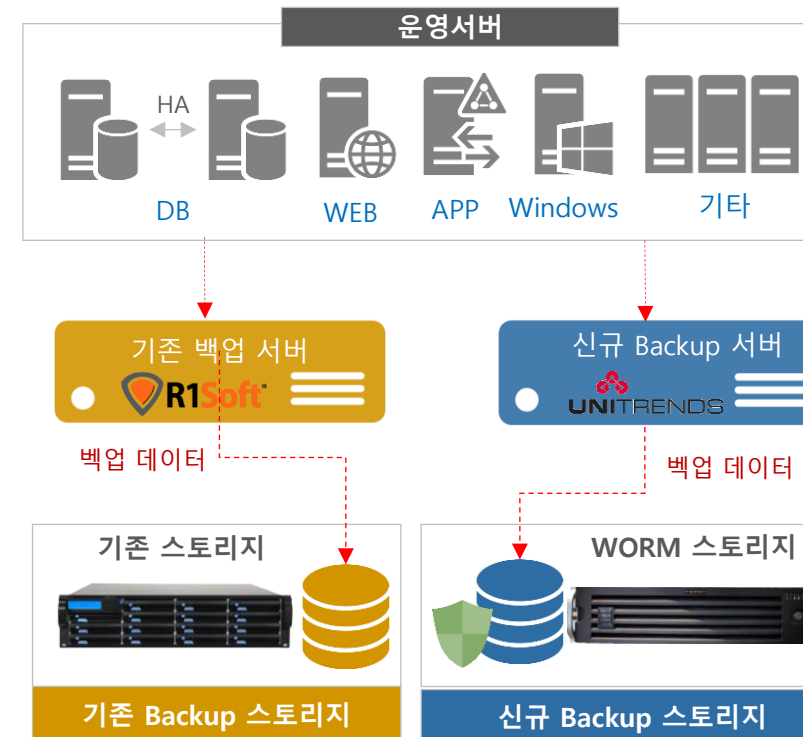 운영서버
HA
DB
WEB
APP
Windows
기타
기존 백업 서버
R1Soft
신규 Backup 서버
UNITRENDS
벡업 데이터
벡업 데이터
기존 스토리지
WORM 스토리지
기존 Backup 스토리지
신규 Backup 스토리지